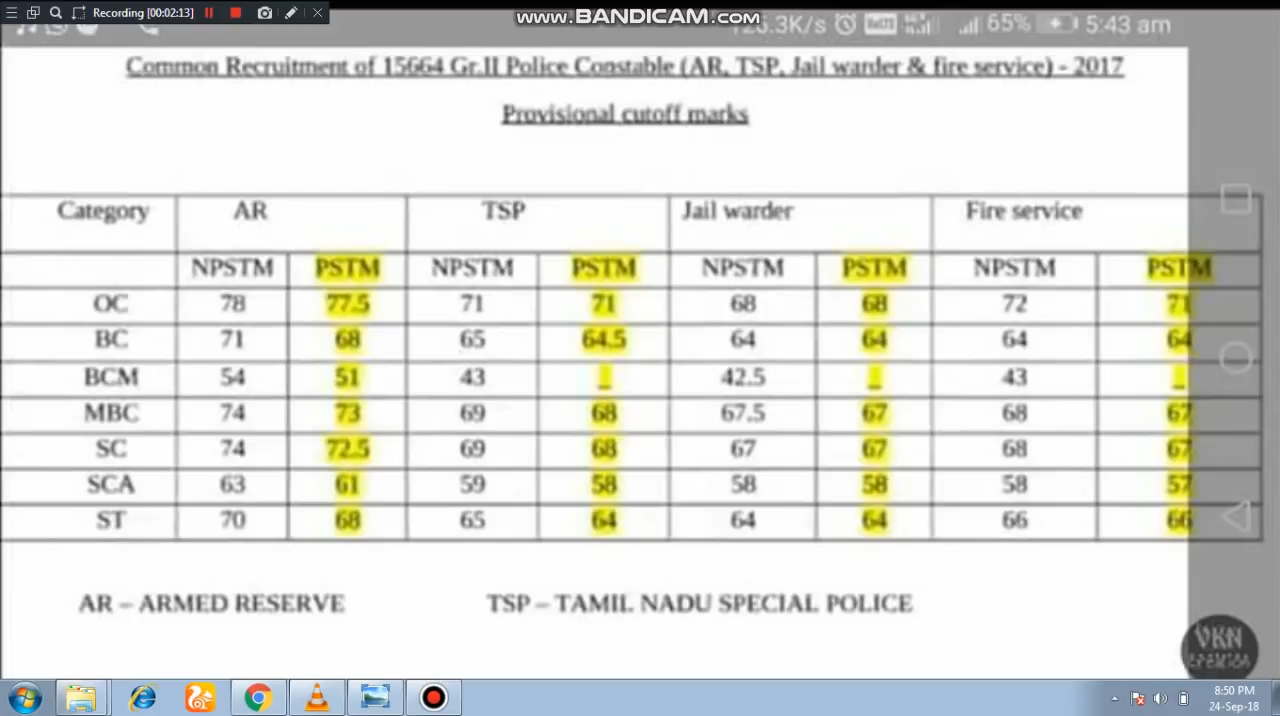 Recording [00:02:13]
www.BANDICAM.com
65% 5:43 am
Common Recruitment of 15664 Gr.II Police Constable (AR, TSP, Jail warder & fire service) - 2017
Provisional cutoff marks
Category AR TSP Jail warder Fire service
NPSTM PSTM NPSTM PSTM NPSTM PSTM NPSTM PSTM
OC 78 77.5 71 71 68 68 72 71
BC 71 68 65 64.5 64 64 64 64
BCM 54 51 43 _ 42.5 _ 43 _
MBC 74 73 69 68 67.5 67 68 67
SC 74 72.5 69 68 67 67 68 67
SCA 63 61 59 58 58 58 58 57
ST 70 68 65 64 64 64 66 66
AR – ARMED RESERVE TSP – TAMIL NADU SPECIAL POLICE
VKN
creation
8:50 PM
24-Sep-18